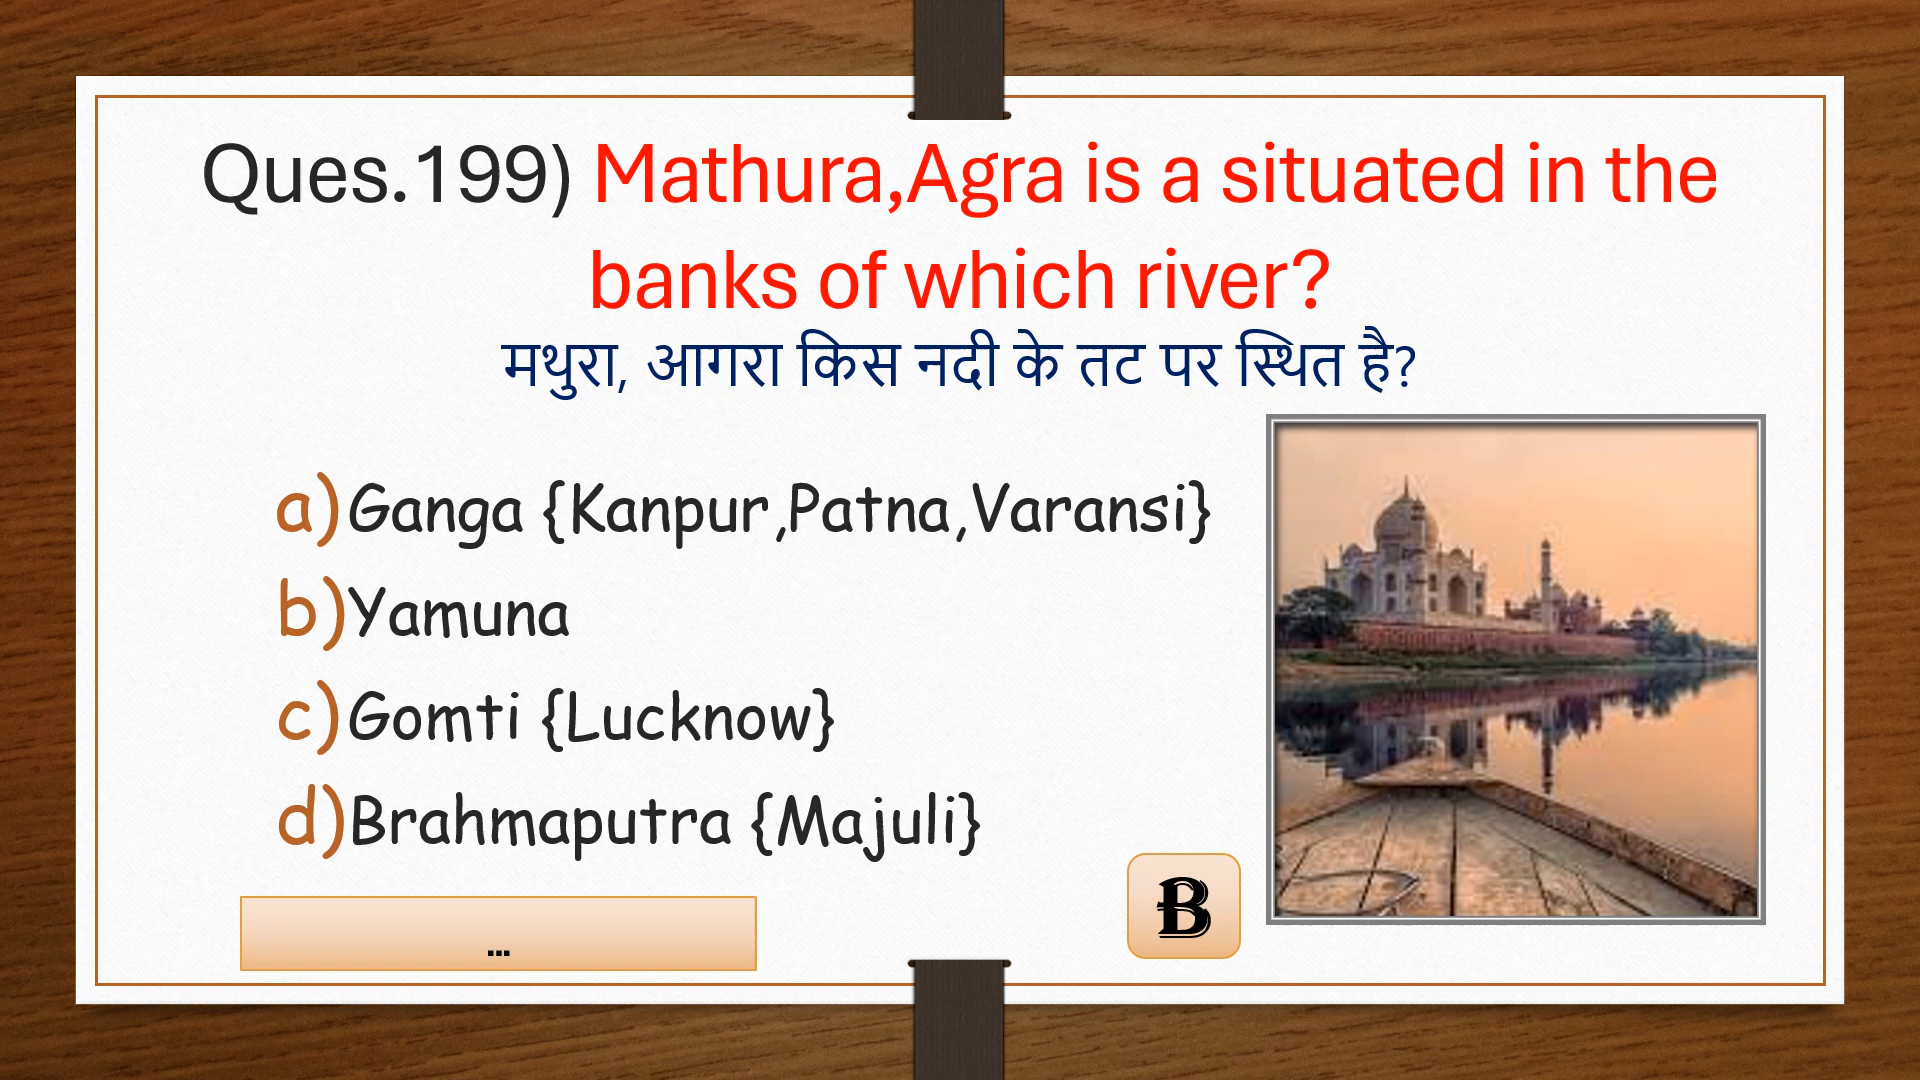 Ques.199) Mathura,Agra is a situated in the
banks of which river?
मथुरा, आगरा किस नदी के तट पर स्थित है?
a)Ganga {Kanpur,Patna,Varansi}
b)Yamuna
c)Gomti {Lucknow}
d)Brahmaputra {Majuli}
...
B